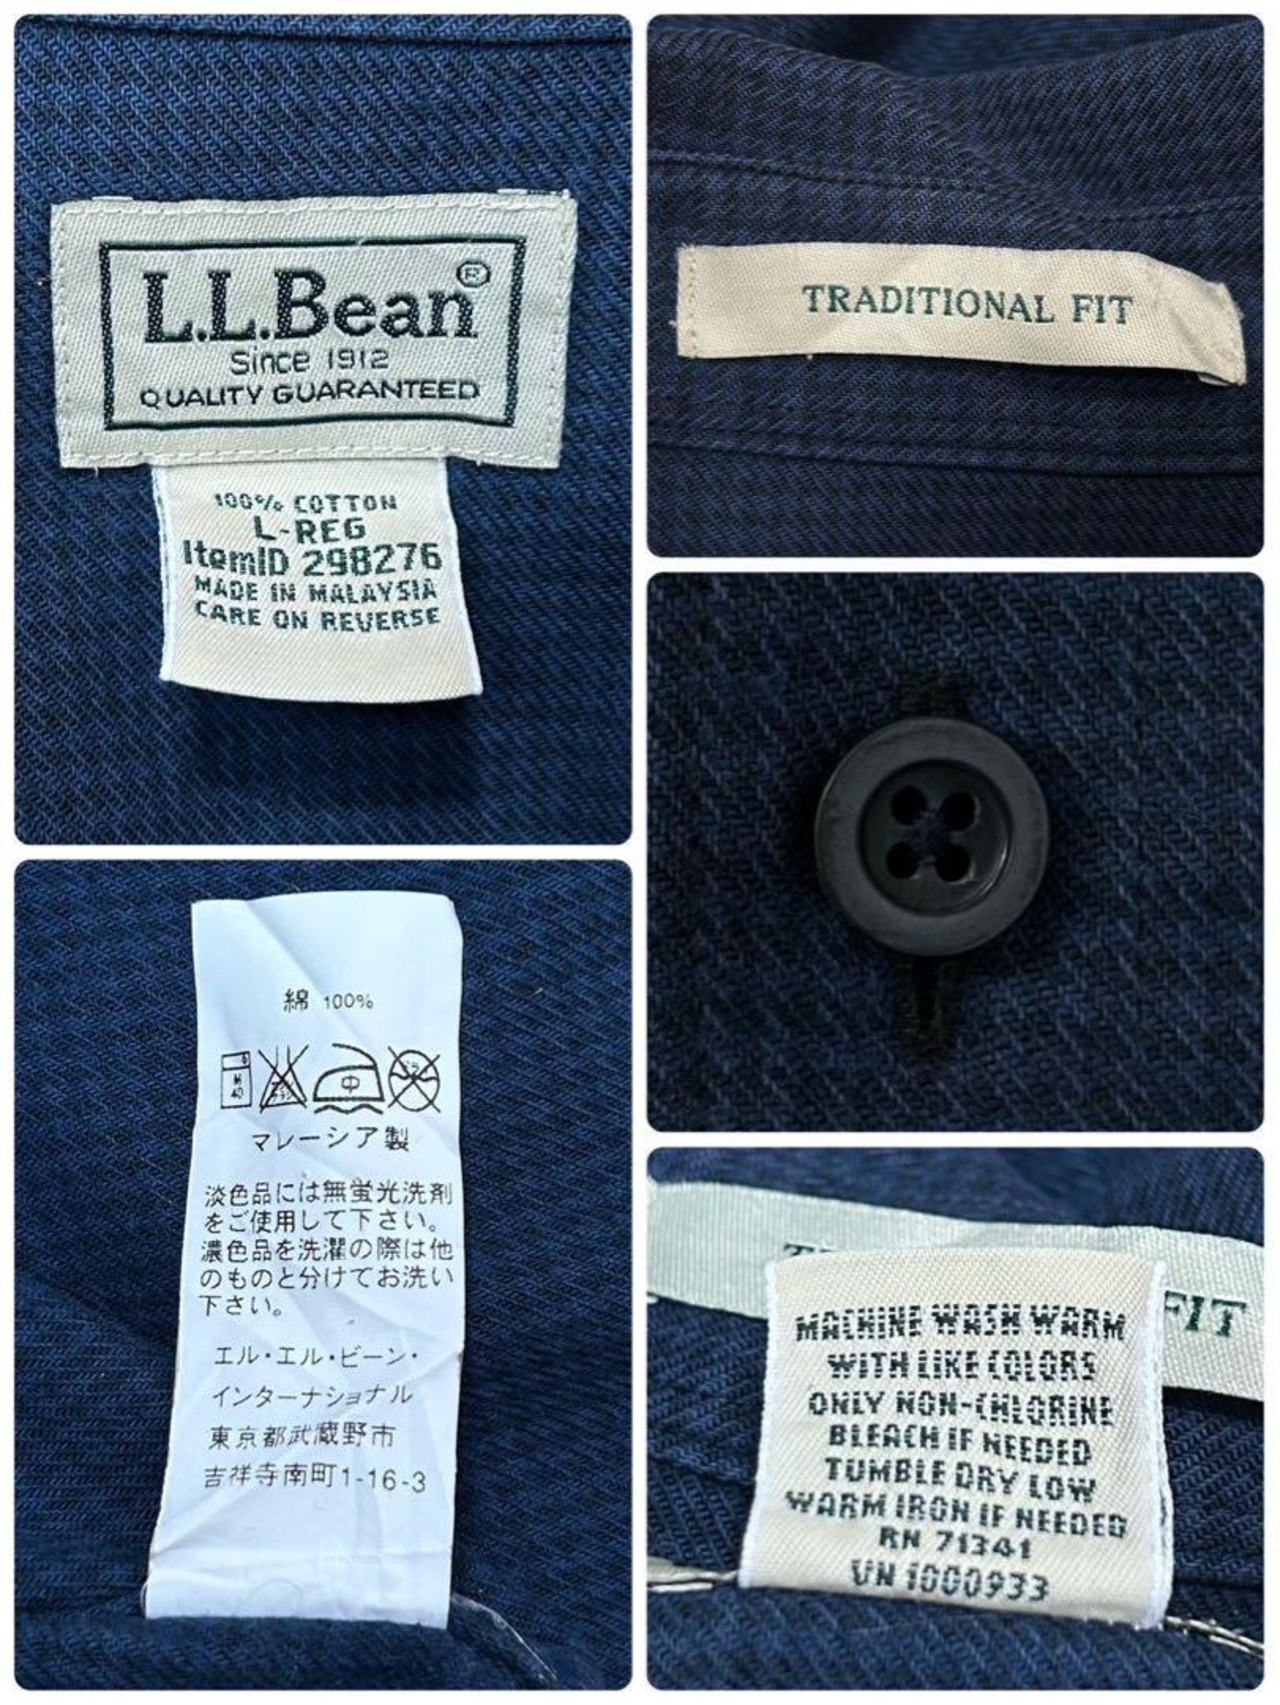 L.L.Bean®
Since 1912
QUALITY GUARANTEED
100% COTTON
L-REG
ItemID 298276
MADE IN MALAYSIA
CARE ON REVERSE
TRADITIONAL FIT
綿 100%
40
中
マレーシア製
淡色品には無蛍光洗剤
をご使用して下さい。
濃色品を洗濯の際は他
のものと分けてお洗い
下さい。
エル・エル・ビーン・
インターナショナル
東京都武蔵野市
吉祥寺南町1-16-3
FIT
MACHINE WASH WARM
WITH LIKE COLORS
ONLY NON-CHLORINE
BLEACH IF NEEDED
TUMBLE DRY LOW
WARM IRON IF NEEDED
RN 71341
VN 1000933